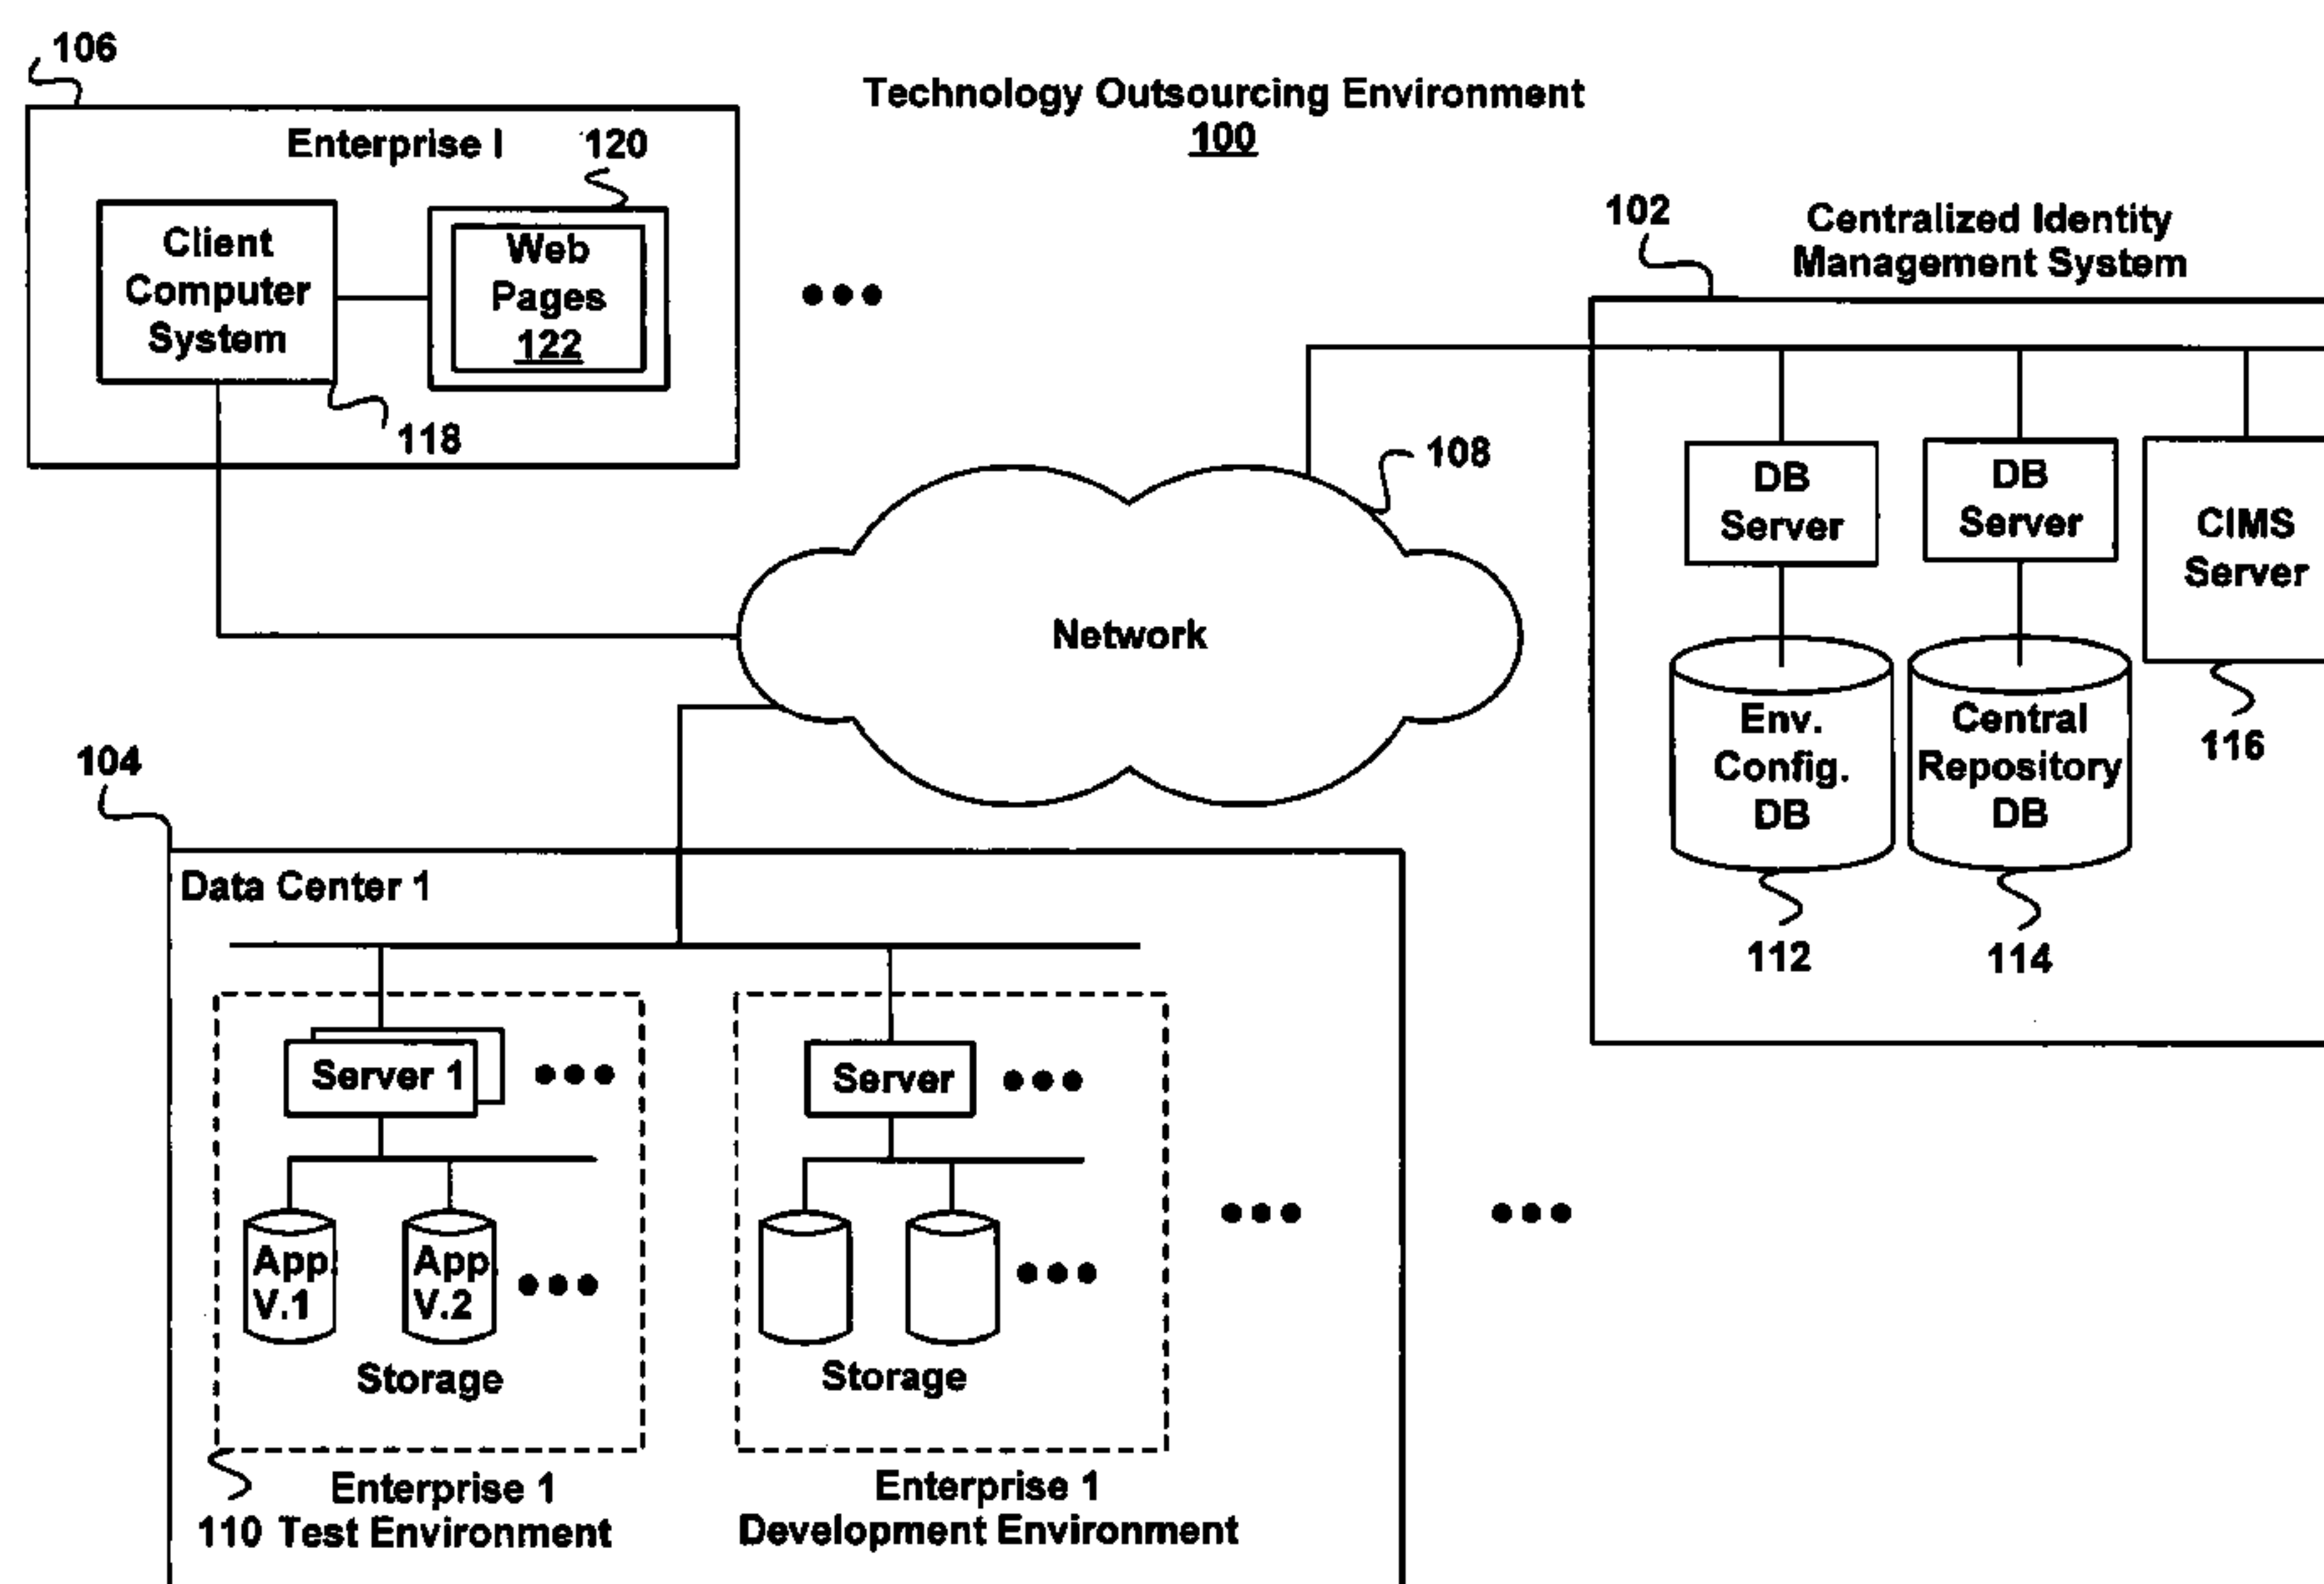 106
Technology Outsourcing Environment
100
Enterprise I
120
Client
Computer
System
Web
Pages
122
118
102
Centralized Identity
Management System
108
DB
Server
DB
Server
CIMS
Server
Network
Env.
Config.
DB
Central
Repository
DB
116
112
114
104
Data Center 1
Server 1
Server
App
V.1
App
V.2
Storage
Storage
Enterprise 1
110 Test Environment
Enterprise 1
Development Environment